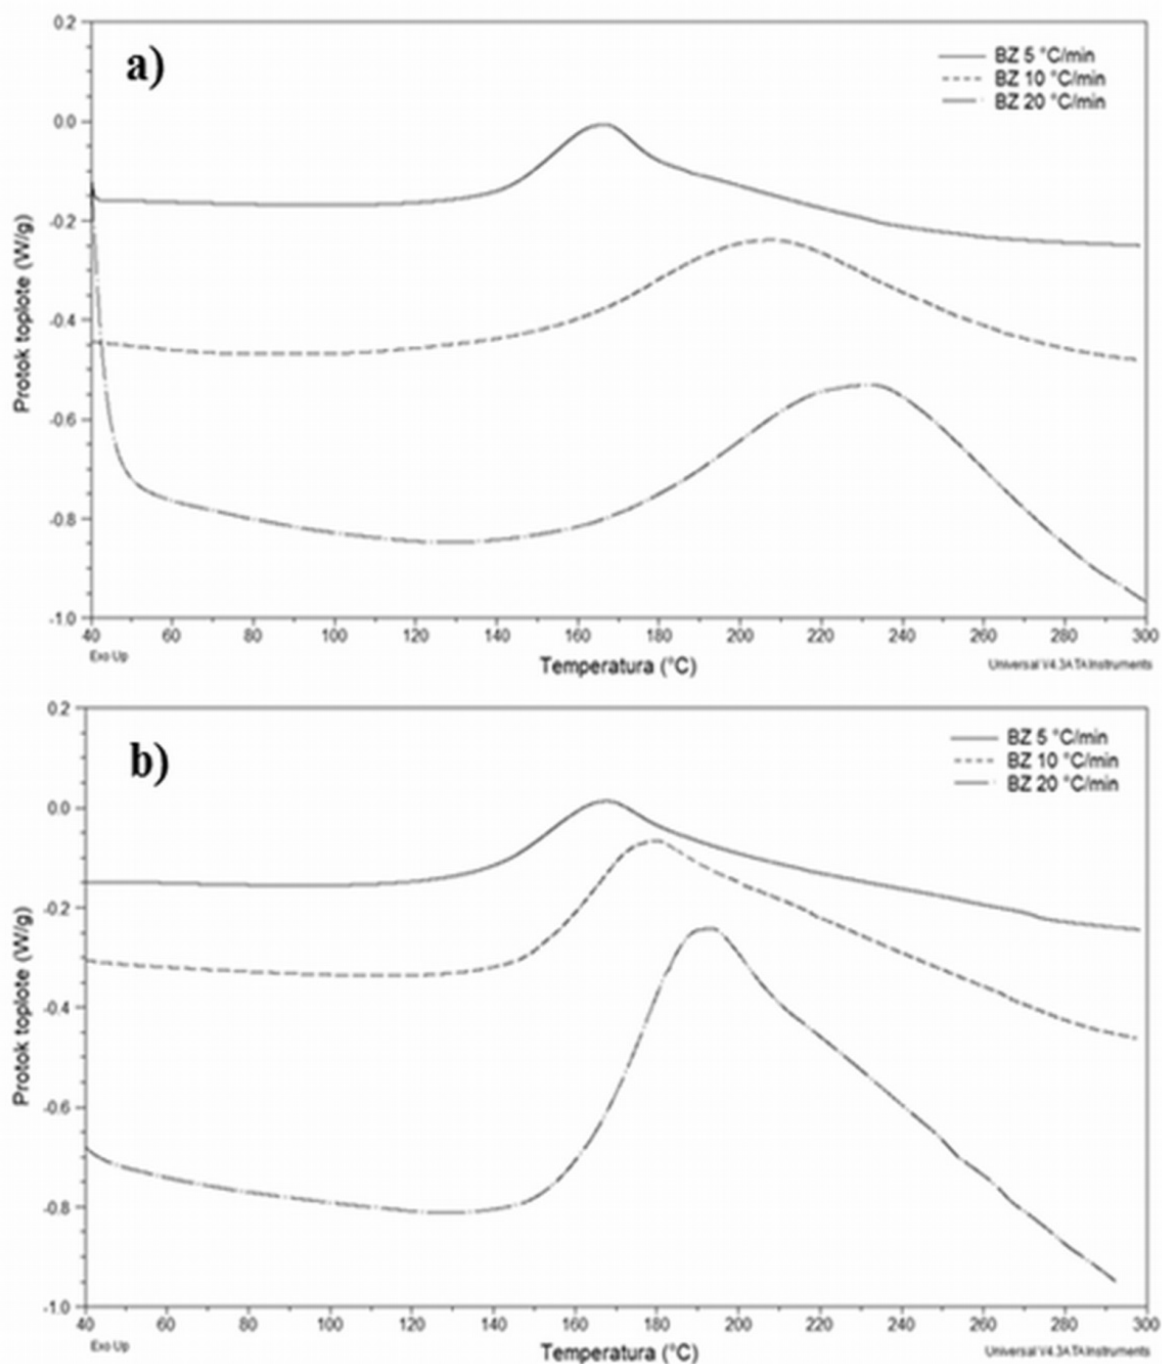 a)
BZ 5 °C/min
BZ 10 °C/min
BZ 20 °C/min
0.2
0.0
-0.2
-0.4
-0.6
-0.8
-1.0
Protok toplote (W/g)
40 60 80 100 120 140 160 180 200 220 240 260 280 300
Exo Up
Temperatura (°C)
Universal V4.3A TA Instruments
b)
BZ 5 °C/min
BZ 10 °C/min
BZ 20 °C/min
0.2
0.0
-0.2
-0.4
-0.6
-0.8
-1.0
Protok toplote (W/g)
40 60 80 100 120 140 160 180 200 220 240 260 280 300
Exo Up
Temperatura (°C)
Universal V4.3A TA Instruments